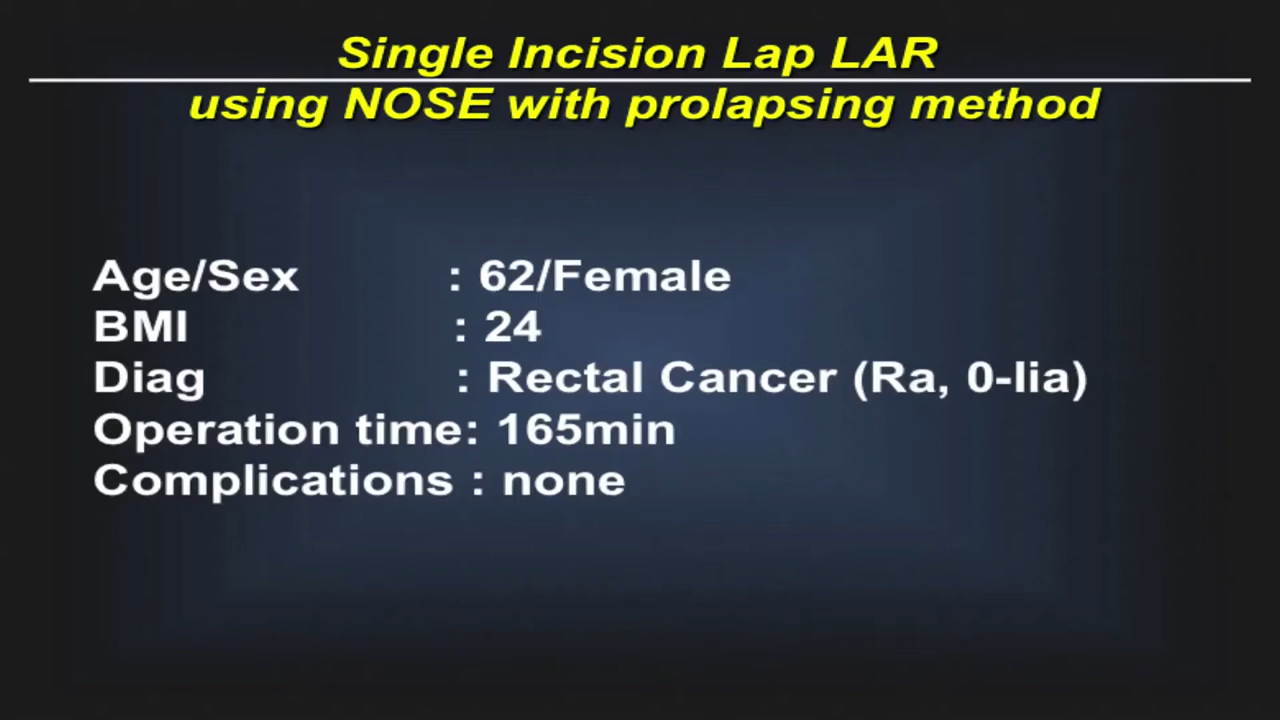 Single Incision Lap LAR
using NOSE with prolapsing method
Age/Sex : 62/Female
BMI : 24
Diag : Rectal Cancer (Ra, 0-Iia)
Operation time: 165min
Complications : none